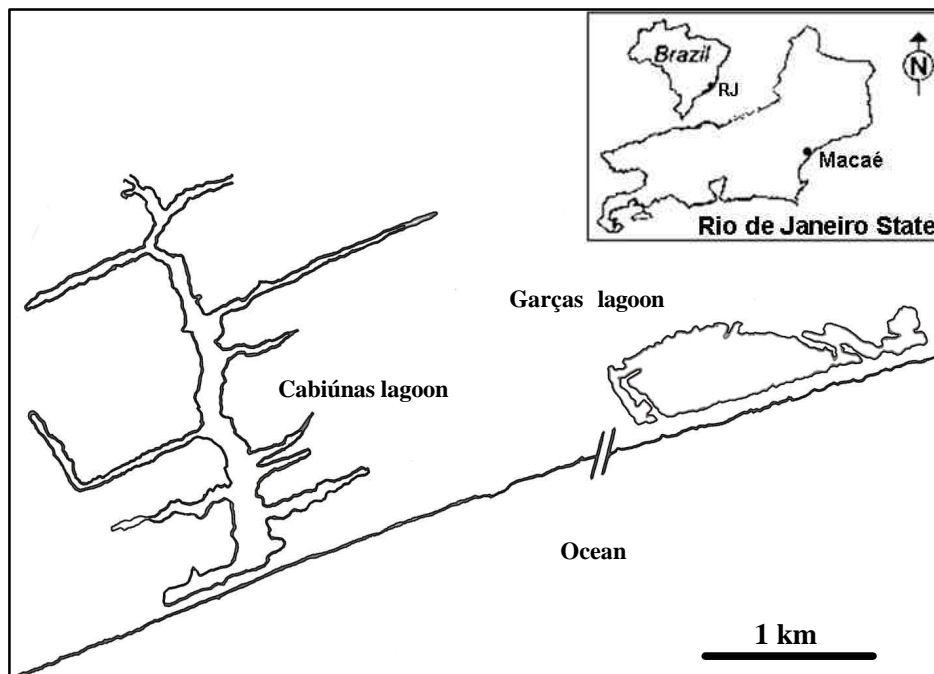 Brazil
RJ
N
Macaé
Rio de Janeiro State
Garças lagoon
Cabiúnas lagoon
Ocean
1 km